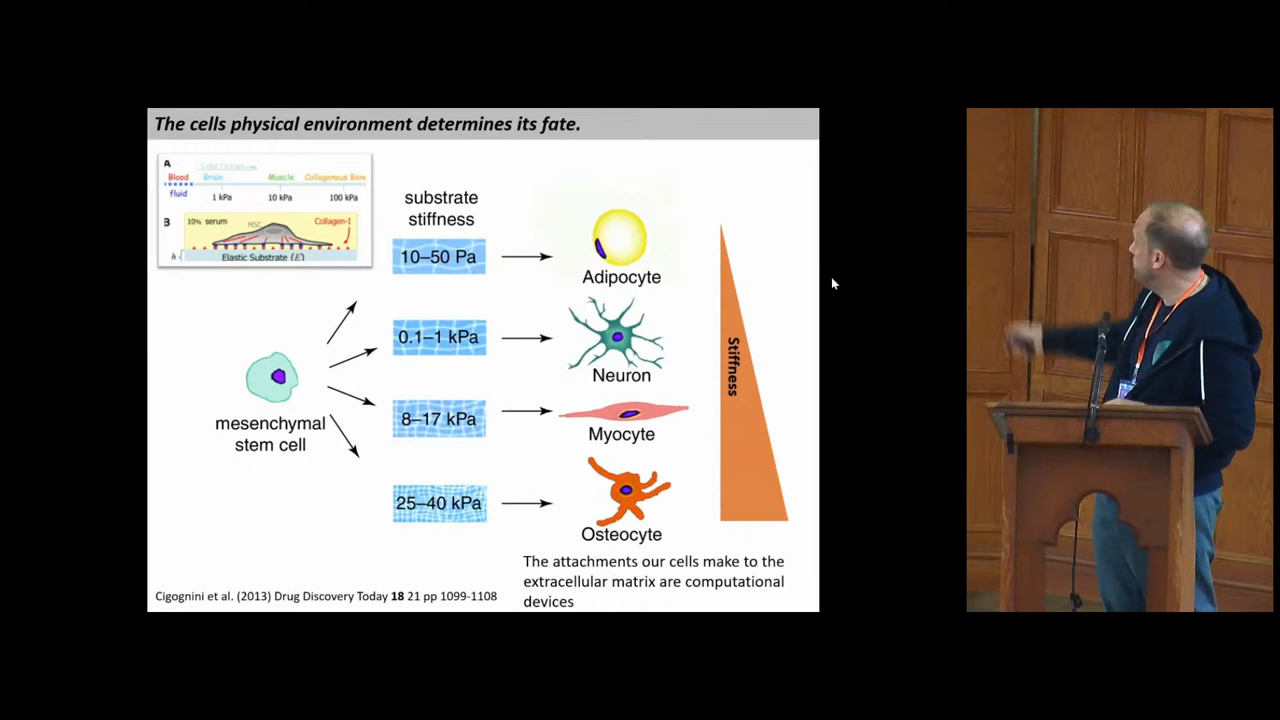 The cells physical environment determines its fate.
A
Blood Brain Muscle Collagenous Bone
fluid 1 kPa 10 kPa 100 kPa
B 10% serum MSC Collagen-I
h Elastic Substrate (E)
substrate
stiffness
10–50 Pa
Adipocyte
0.1–1 kPa
Neuron
mesenchymal
stem cell
8–17 kPa
Myocyte
25–40 kPa
Osteocyte
Stiffness
The attachments our cells make to the
extracellular matrix are computational
devices
Cigognini et al. (2013) Drug Discovery Today 18 21 pp 1099-1108